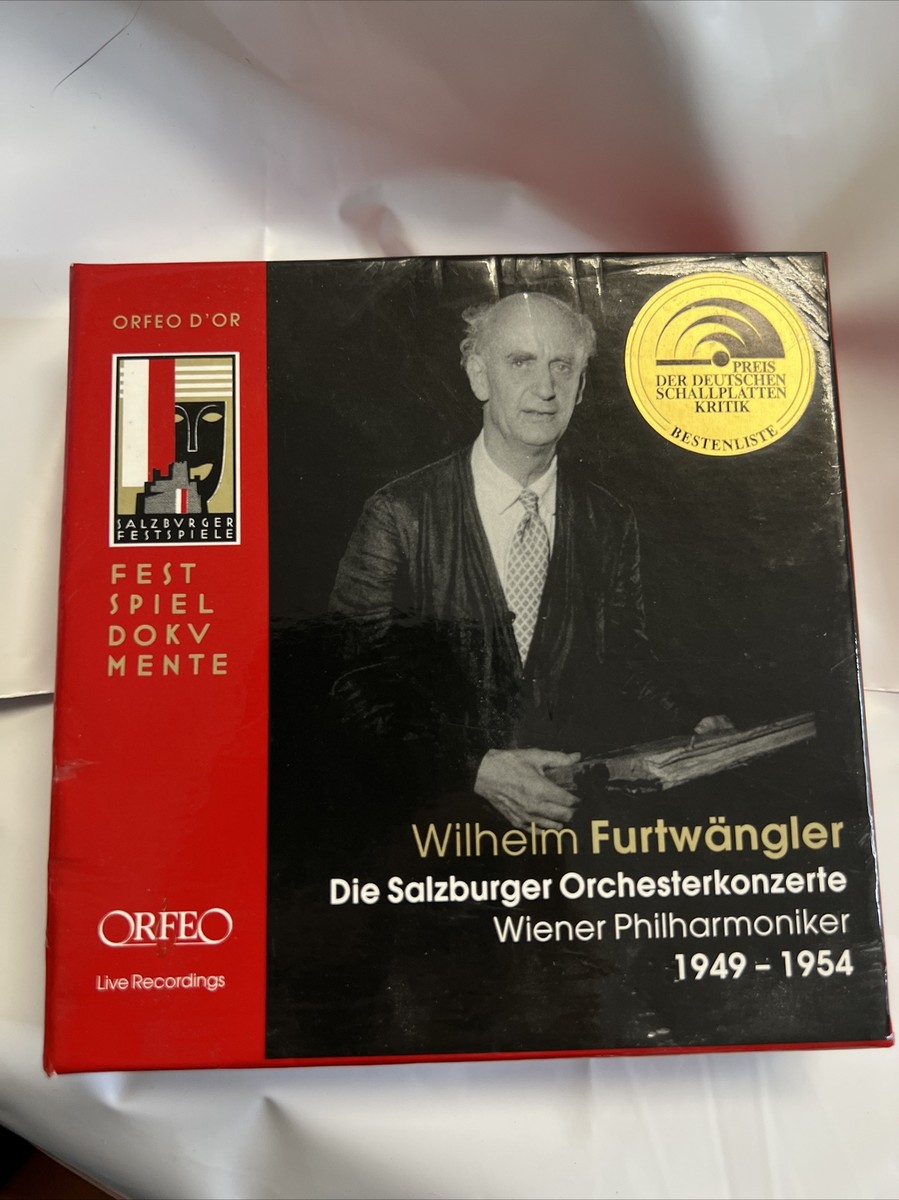 ORFEO D'OR
SALZBVRGER
FESTSPIELE
FEST
SPIEL
DOKV
MENTE
ORFEO
Live Recordings
PREIS
DER DEUTSCHEN
SCHALLPLATTEN
KRITIK
BESTENLISTE
Wilhelm Furtwängler
Die Salzburger Orchesterkonzerte
Wiener Philharmoniker
1949 – 1954